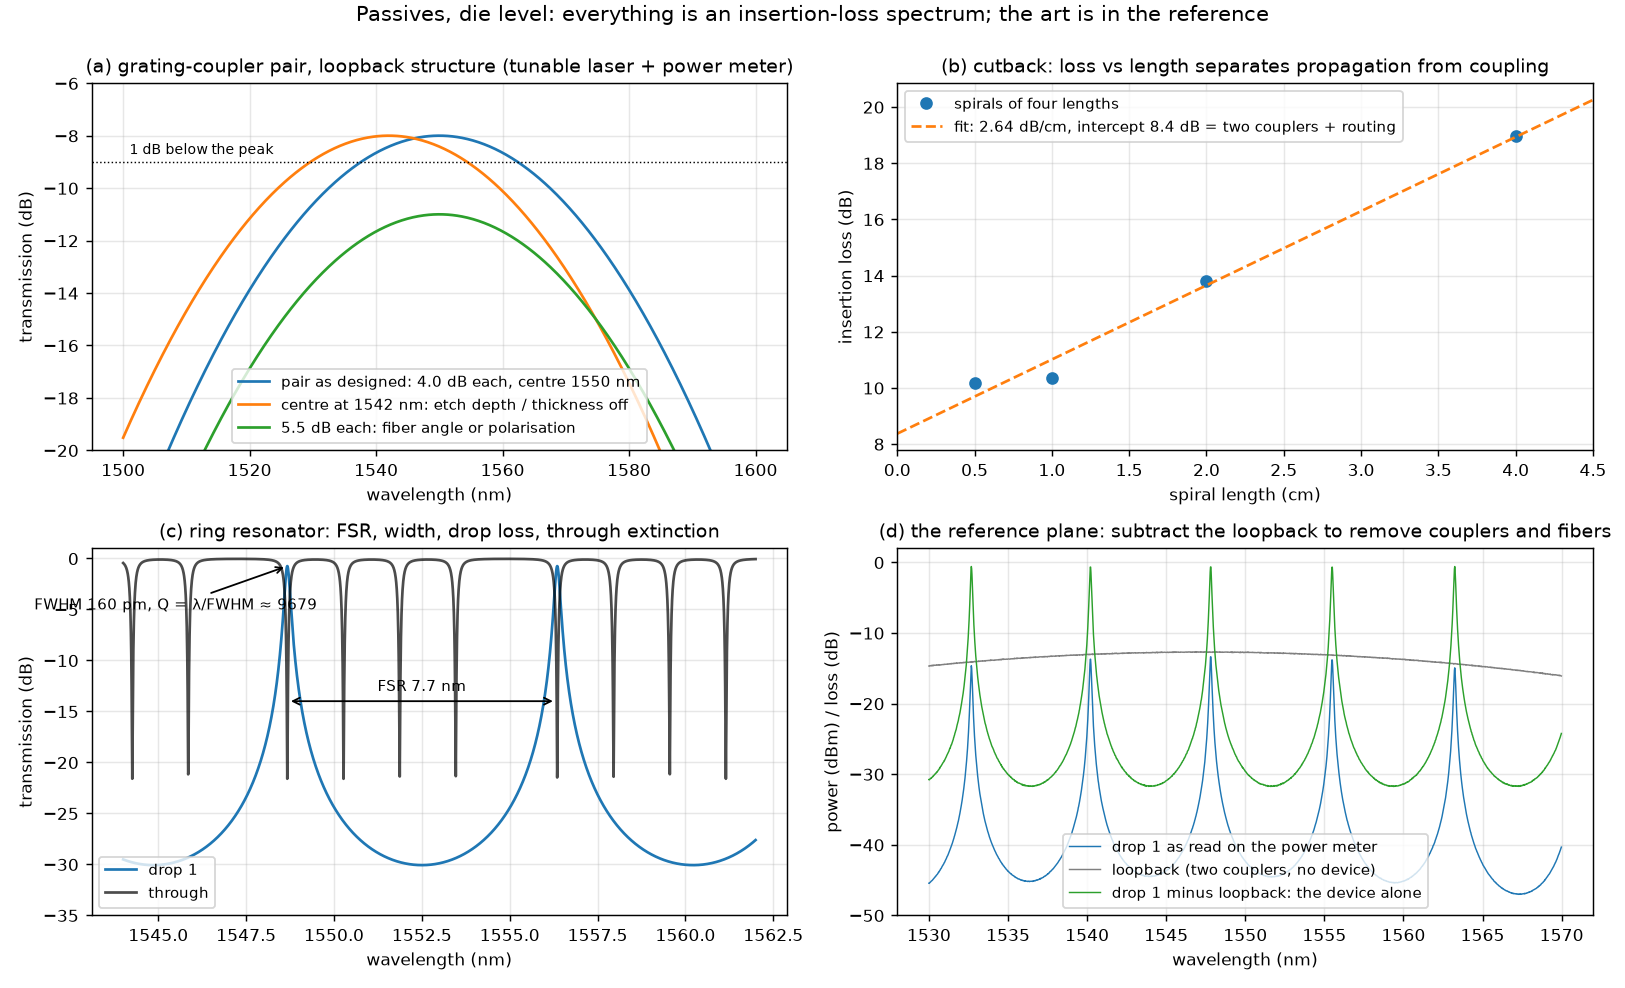 Passives, die level: everything is an insertion-loss spectrum; the art is in the reference
(a) grating-coupler pair, loopback structure (tunable laser + power meter)
−6
−8
−10
−12
−14
−16
−18
−20
transmission (dB)
1 dB below the peak
pair as designed: 4.0 dB each, centre 1550 nm
centre at 1542 nm: etch depth / thickness off
5.5 dB each: fiber angle or polarisation
1500
1520
1540
1560
1580
1600
wavelength (nm)
(b) cutback: loss vs length separates propagation from coupling
20
18
16
14
12
10
8
insertion loss (dB)
spirals of four lengths
fit: 2.64 dB/cm, intercept 8.4 dB = two couplers + routing
0.0
0.5
1.0
1.5
2.0
2.5
3.0
3.5
4.0
4.5
spiral length (cm)
(c) ring resonator: FSR, width, drop loss, through extinction
0
−5
−10
−15
−20
−25
−30
−35
transmission (dB)
FWHM 160 pm, Q = λ/FWHM ≈ 9679
FSR 7.7 nm
drop 1
through
1545.0
1547.5
1550.0
1552.5
1555.0
1557.5
1560.0
1562.5
wavelength (nm)
(d) the reference plane: subtract the loopback to remove couplers and fibers
0
−10
−20
−30
−40
−50
power (dBm) / loss (dB)
drop 1 as read on the power meter
loopback (two couplers, no device)
drop 1 minus loopback: the device alone
1530
1535
1540
1545
1550
1555
1560
1565
1570
wavelength (nm)